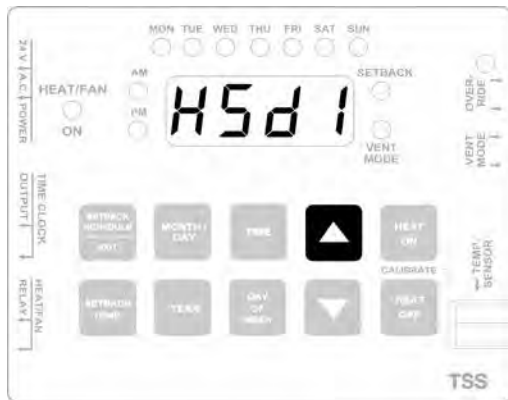 MON TUE WED THU FRI SAT SUN
24 V. A.C. POWER
HEAT/FAN
ON
AM
PM
HSd1
SETBACK
VENT
MODE
OVER-
RIDE
VENT
MODE
TIME CLOCK
OUTPUT
SETBACK
SCHEDULE
EXIT
MONTH/
DAY
TIME
HEAT
ON
CALIBRATE
TEMP.
SENSOR
HEAT/FAN
RELAY
SETBACK
TEMP.
YEAR
DAY
OF
WEEK
HEAT
OFF
TSS